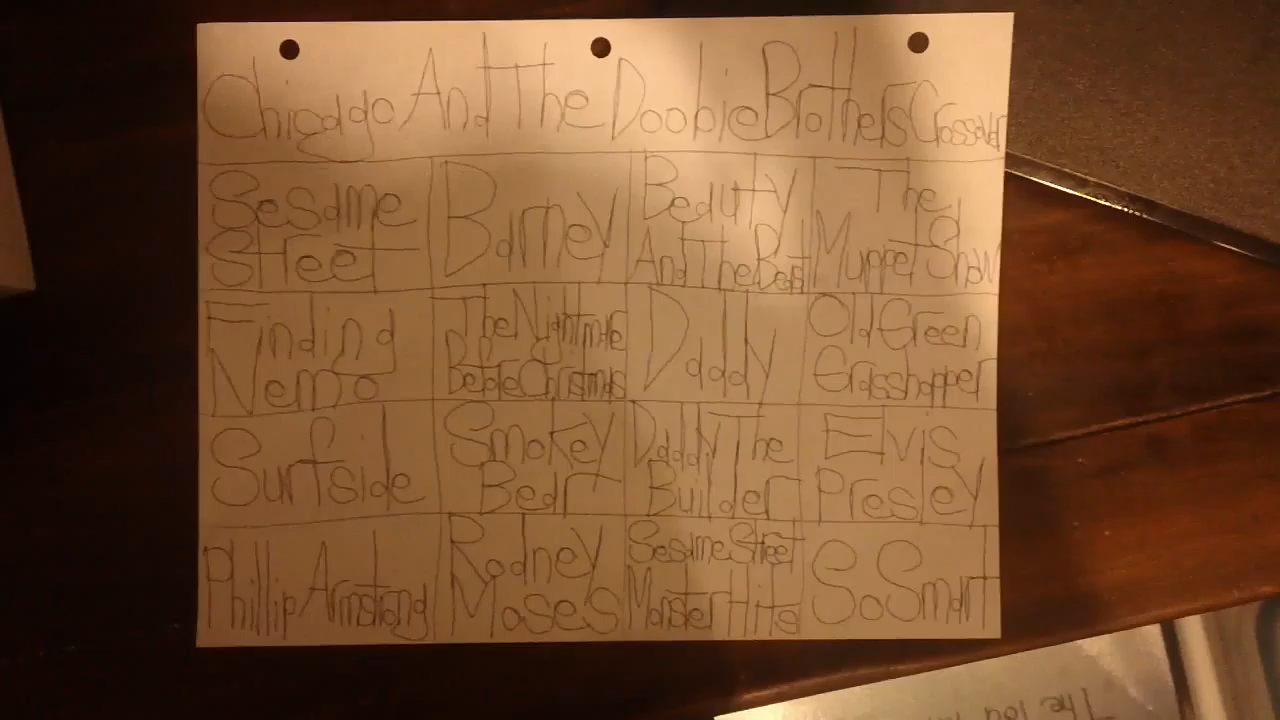 Chicago And The Doobie Brothers Crossover
Sesame
Street
Barney
Beauty
And The Beast
The
Muppet Show
Finding
Nemo
The Nightmare
Before Christmas
Daddy
Old Green
Grasshopper
Surfside
Smokey
Bear
Daddy The
Builder
Elvis
Presley
Phillip Armstrong
Rodney
Moses
Sesame Street
Monster Hits
So Smart
The